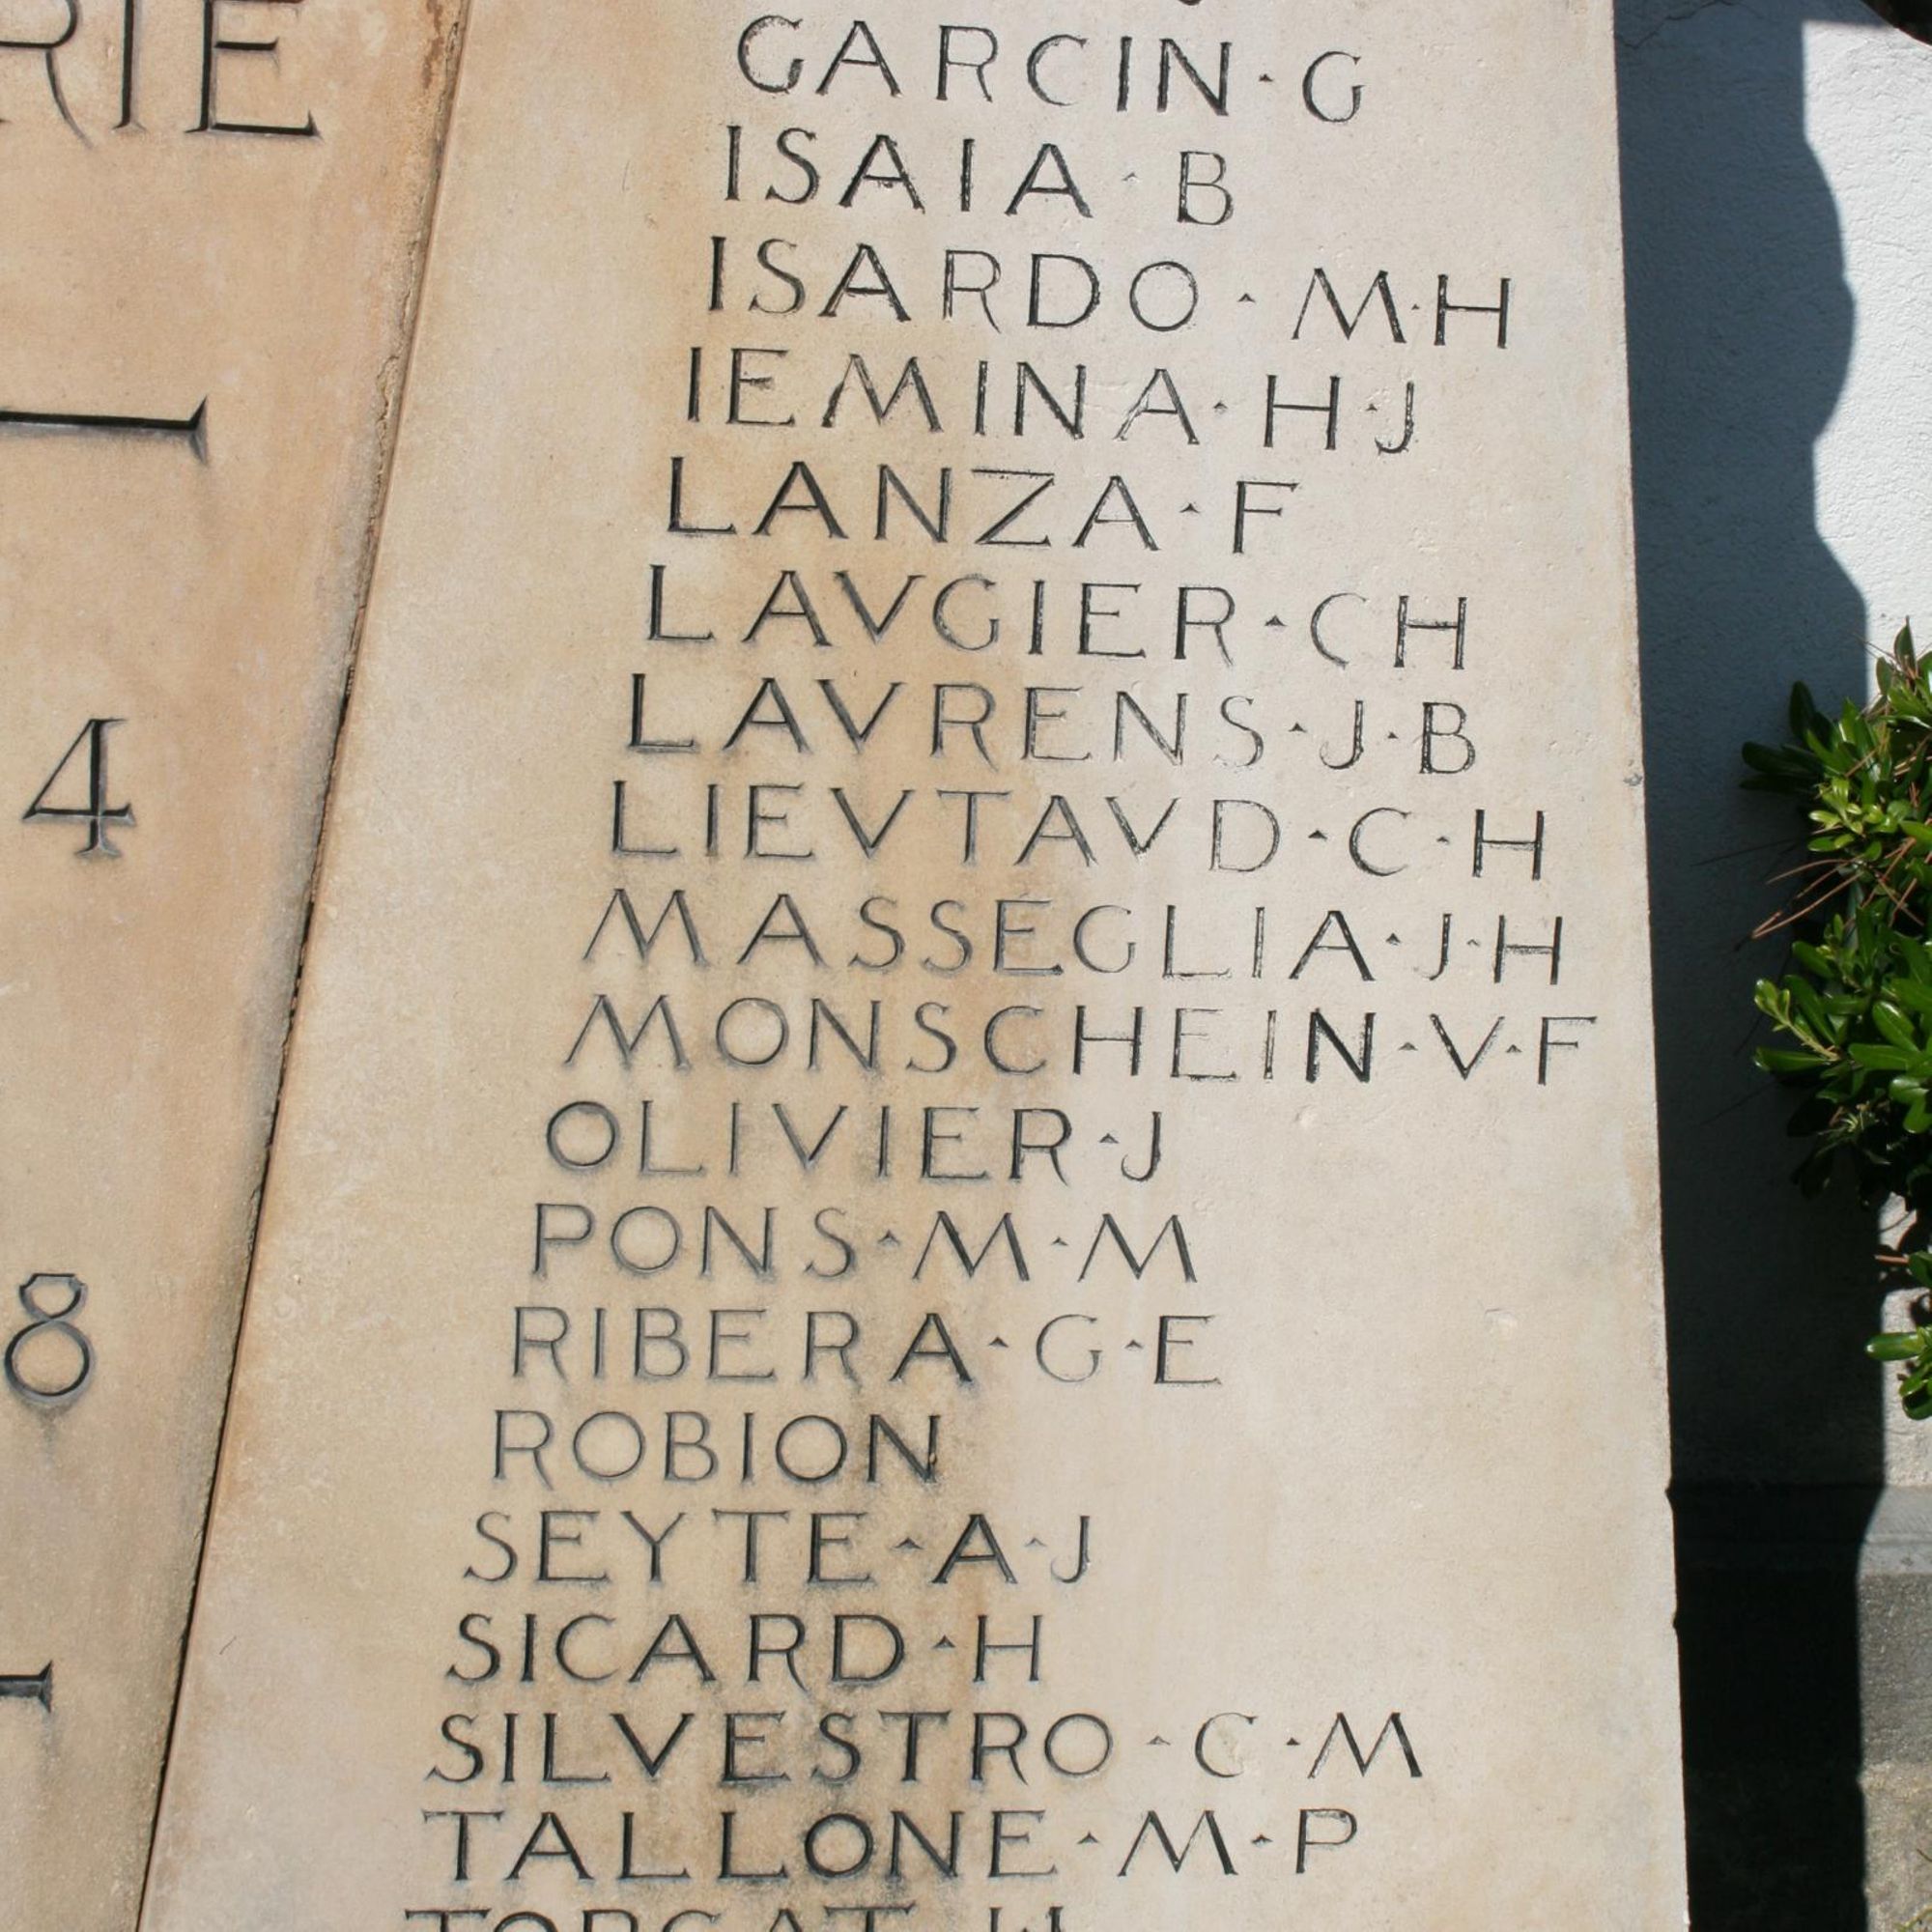 RIE
4
8
GARCIN·G
ISAIA·B
ISARDO·M·H
IEMINA·H·J
LANZA·F
LAVGIER·CH
LAVRENS·J·B
LIEVTAVD·C·H
MASSEGLIA·J·H
MONSCHEIN·V·F
OLIVIER·J
PONS·M·M
RIBERA·G·E
ROBION
SEYTE·A·J
SICARD·H
SILVESTRO·C·M
TALLONE·M·P